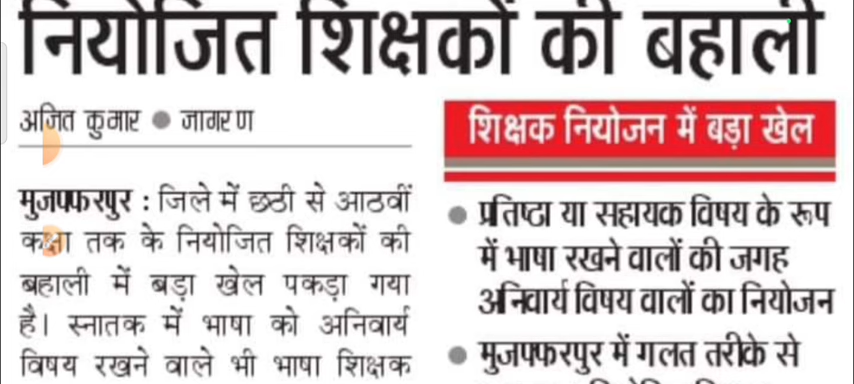 नियोजित शिक्षकों की बहाली
अजित कुमार ● जागरण
मुजफ्फरपुर : जिले में छठी से आठवीं
कक्षा तक के नियोजित शिक्षकों की
बहाली में बड़ा खेल पकड़ा गया
है। स्नातक में भाषा को अनिवार्य
विषय रखने वाले भी भाषा शिक्षक
शिक्षक नियोजन में बड़ा खेल
● प्रतिष्ठा या सहायक विषय के रूप
में भाषा रखने वालों की जगह
अनिवार्य विषय वालों का नियोजन
● मुजफ्फरपुर में गलत तरीके से